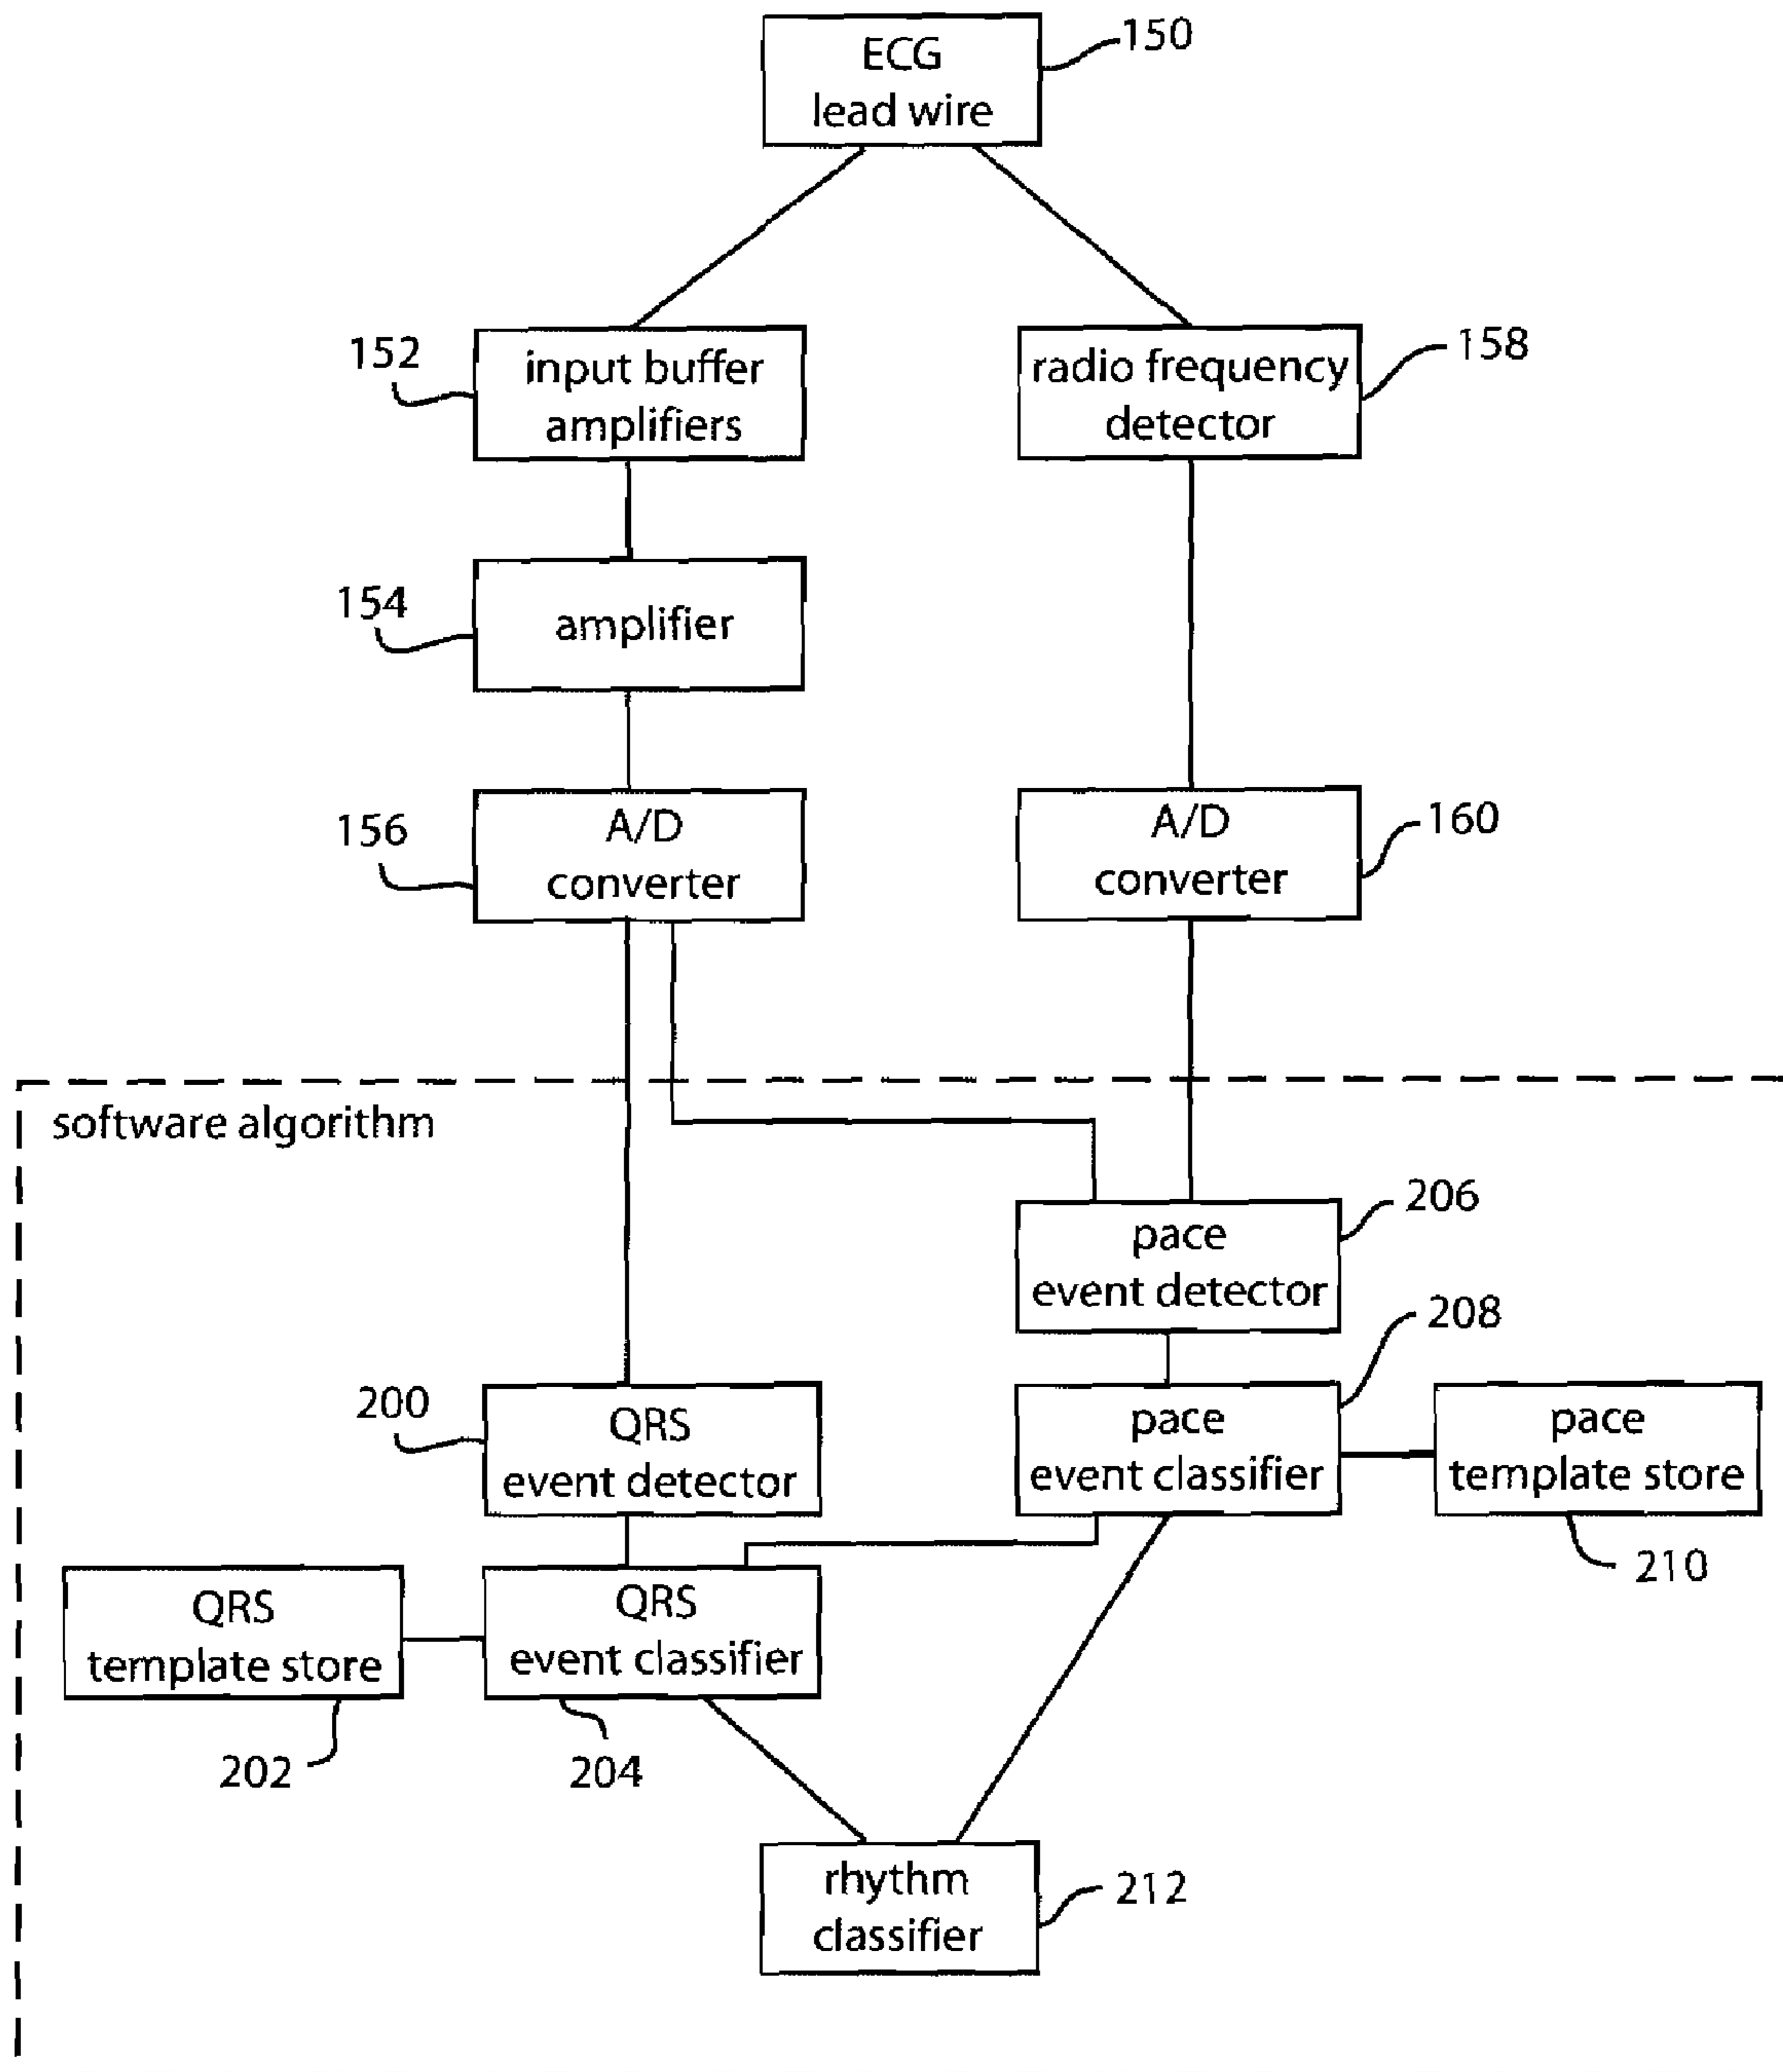 ECG
lead wire
150
152
input buffer
amplifiers
radio frequency
detector
158
154
amplifier
156
A/D
converter
A/D
converter
160
software algorithm
pace
event detector
206
200
QRS
event detector
pace
event classifier
208
pace
template store
210
QRS
template store
202
QRS
event classifier
204
rhythm
classifier
212